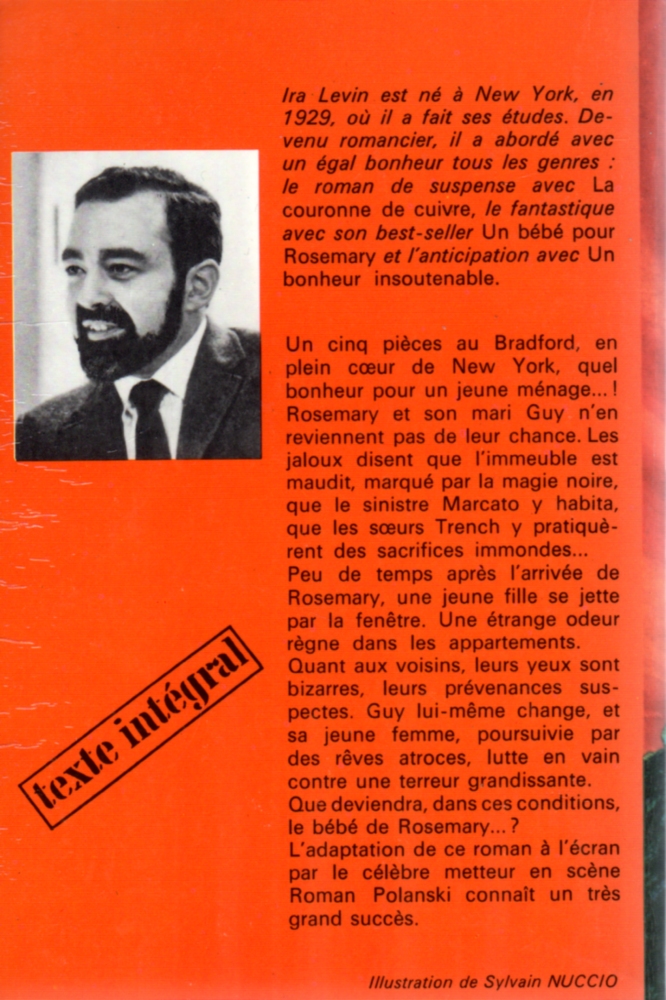 Ira Levin est né à New York, en
1929, où il a fait ses études. De-
venu romancier, il a abordé avec
un égal bonheur tous les genres :
le roman de suspense avec La
couronne de cuivre, le fantastique
avec son best-seller Un bébé pour
Rosemary et l'anticipation avec Un
bonheur insoutenable.
Un cinq pièces au Bradford, en
plein cœur de New York, quel
bonheur pour un jeune ménage... !
Rosemary et son mari Guy n'en
reviennent pas de leur chance. Les
jaloux disent que l'immeuble est
maudit, marqué par la magie noire,
que le sinistre Marcato y habita,
que les sœurs Trench y pratiquè-
rent des sacrifices immondes...
Peu de temps après l'arrivée de
Rosemary, une jeune fille se jette
par la fenêtre. Une étrange odeur
règne dans les appartements.
Quant aux voisins, leurs yeux sont
bizarres, leurs prévenances sus-
pectes. Guy lui-même change, et
sa jeune femme, poursuivie par
des rêves atroces, lutte en vain
contre une terreur grandissante.
Que deviendra, dans ces conditions,
le bébé de Rosemary... ?
L'adaptation de ce roman à l'écran
par le célèbre metteur en scène
Roman Polanski connaît un très
grand succès.
texte intégral
Illustration de Sylvain NUCCIO